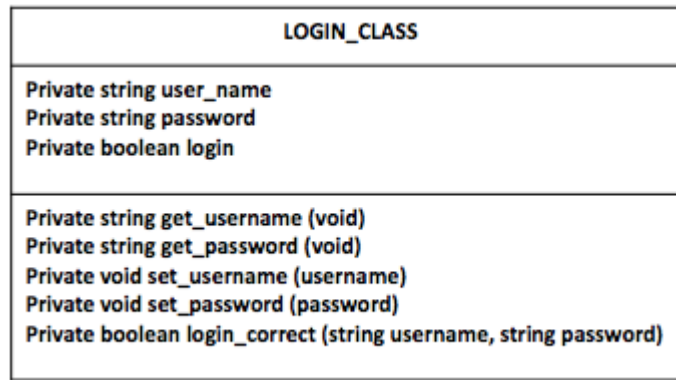 LOGIN_CLASS
Private string user_name
Private string password
Private boolean login
Private string get_username (void)
Private string get_password (void)
Private void set_username (username)
Private void set_password (password)
Private boolean login_correct (string username, string password)